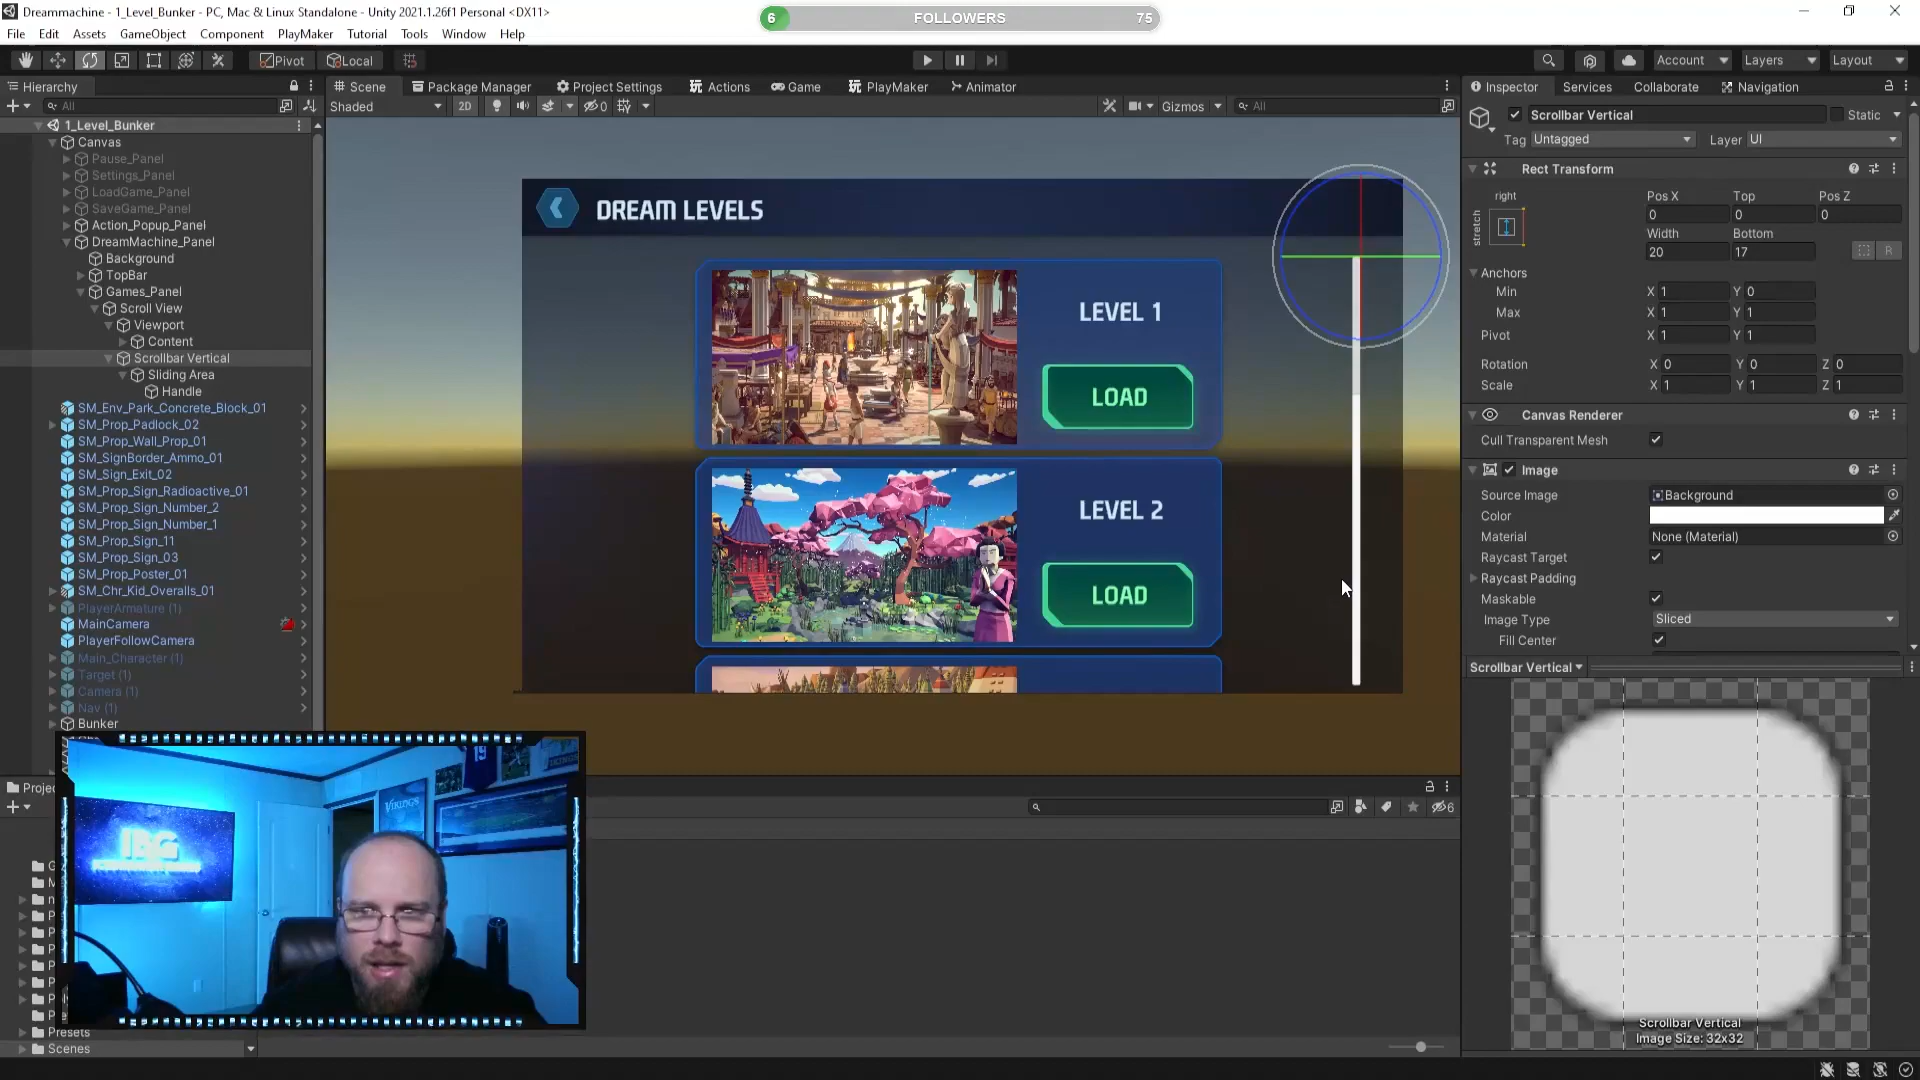 Dreammachine - 1_Level_Bunker - PC, Mac & Linux Standalone - Unity 2021.1.26f1 Personal <DX11>
6 FOLLOWERS 75
File Edit Assets GameObject Component PlayMaker Tutorial Tools Window Help
Pivot Local Account Layers Layout
Hierarchy
All
1_Level_Bunker
Canvas
Pause_Panel
Settings_Panel
LoadGame_Panel
SaveGame_Panel
Action_Popup_Panel
DreamMachine_Panel
Background
TopBar
Games_Panel
Scroll View
Viewport
Content
Scrollbar Vertical
Sliding Area
Handle
SM_Env_Park_Concrete_Block_01
SM_Prop_Padlock_02
SM_Prop_Wall_Prop_01
SM_SignBorder_Ammo_01
SM_Sign_Exit_02
SM_Prop_Sign_Radioactive_01
SM_Prop_Sign_Number_2
SM_Prop_Sign_Number_1
SM_Prop_Sign_11
SM_Prop_Sign_03
SM_Prop_Poster_01
SM_Chr_Kid_Overalls_01
PlayerArmature (1)
MainCamera
PlayerFollowCamera
Main_Character (1)
Target (1)
Camera (1)
Nav (1)
Bunker
Scene Package Manager Project Settings Actions Game PlayMaker Animator
Shaded 2D 0 Gizmos All
DREAM LEVELS
LEVEL 1
LOAD
LEVEL 2
LOAD
Inspector Services Collaborate Navigation
Scrollbar Vertical Static
Tag Untagged Layer UI
Rect Transform
right Pos X Top Pos Z
stretch 0 0 0
Width Bottom
20 17 R
Anchors
Min X 1 Y 0
Max X 1 Y 1
Pivot X 1 Y 1
Rotation X 0 Y 0 Z 0
Scale X 1 Y 1 Z 1
Canvas Renderer
Cull Transparent Mesh
Image
Source Image Background
Color
Material None (Material)
Raycast Target
Raycast Padding
Maskable
Image Type Sliced
Fill Center
Scrollbar Vertical
Scrollbar Vertical
Image Size: 32x32
6
VIKINGS
19
IBG
Presets
Scenes